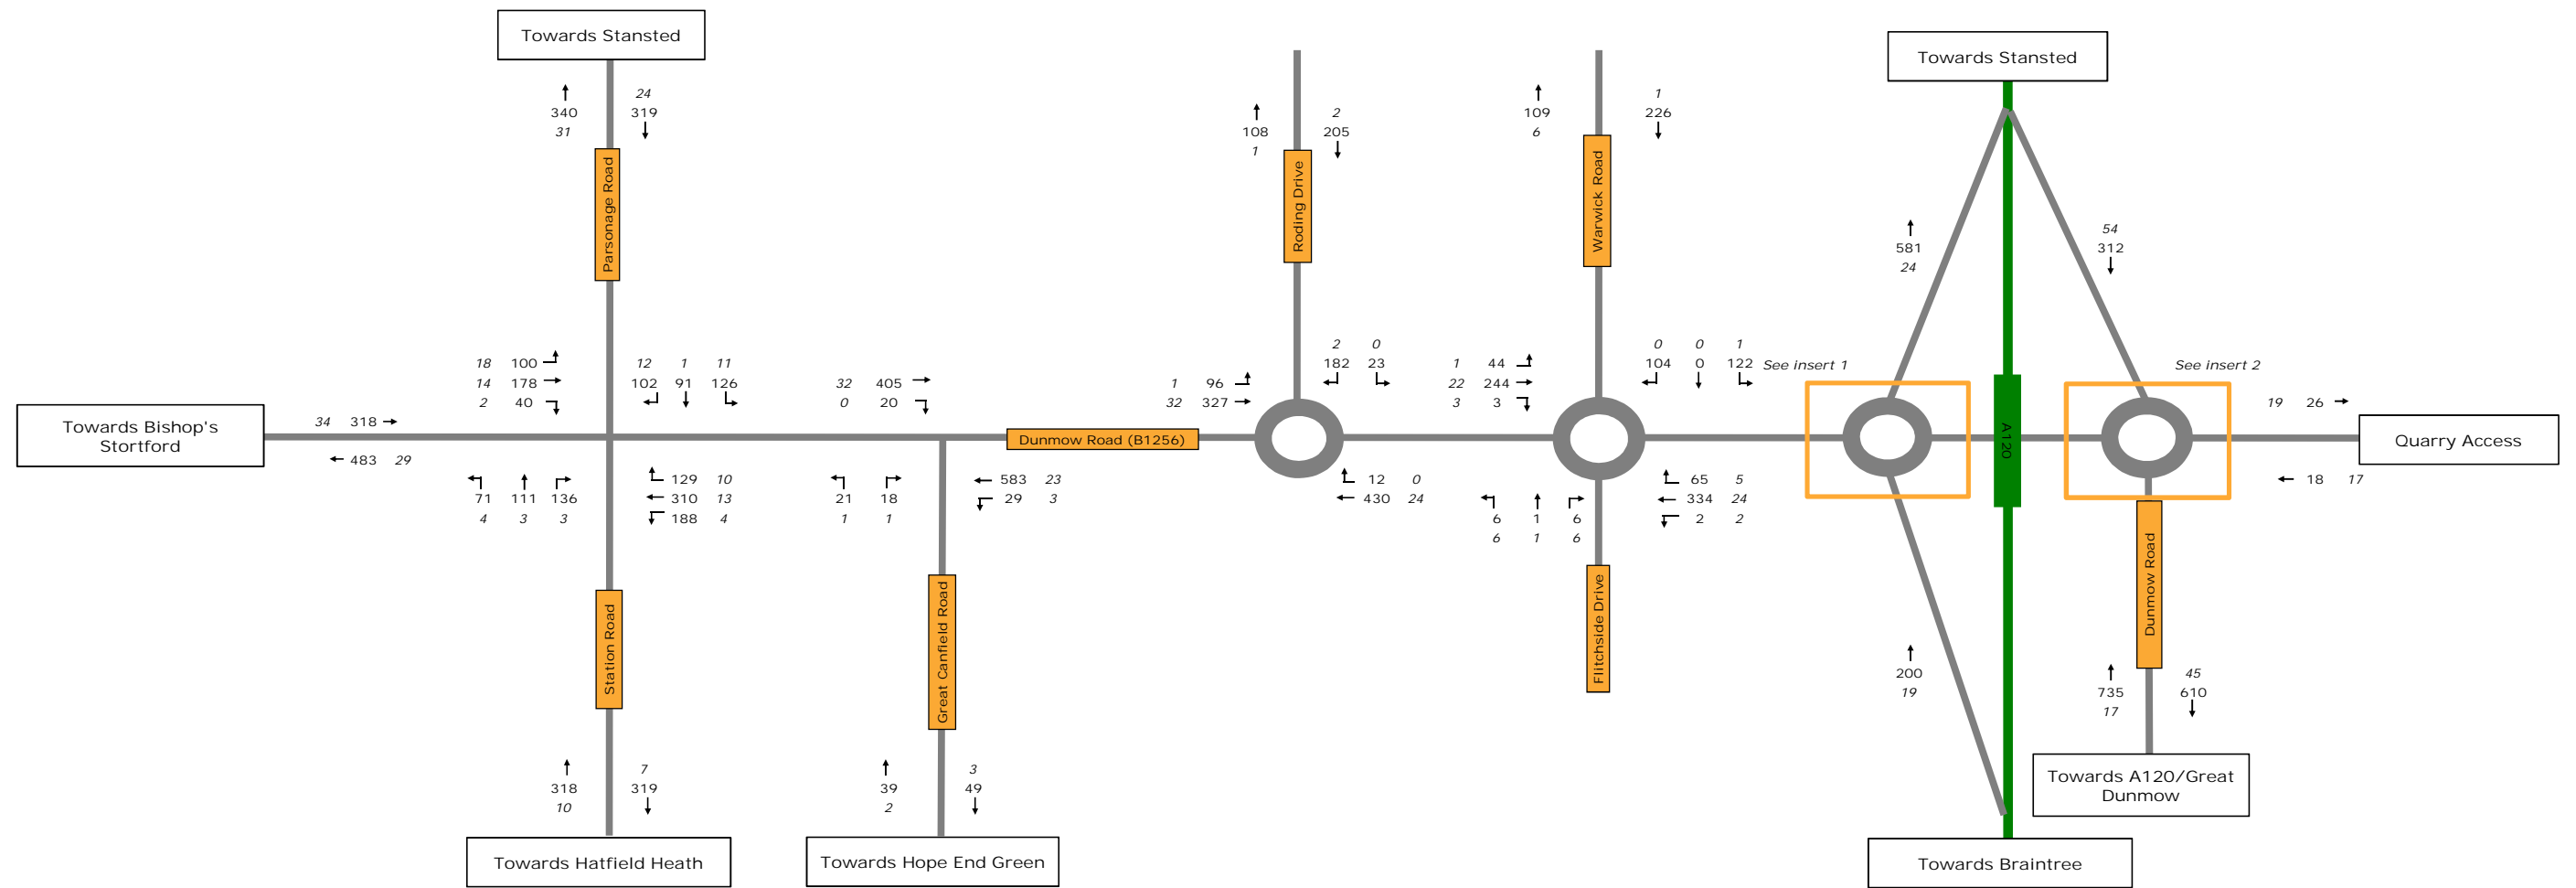 Towards Stansted
Towards Stansted
340
31
24
319
108
1
2
205
109
6
1
226
Parsonage Road
Roding Drive
Warwick Road
581
24
54
312
18 100
14 178
2 40
12 1 11
102 91 126
32 405
0 20
1 96
32 327
2 0
182 23
1 44
22 244
3 3
0 0 1
104 0 122
See insert 1
See insert 2
A120
Towards Bishop's
Stortford
34 318
483 29
Dunmow Road (B1256)
19 26
18 17
Quarry Access
71 111 136
4 3 3
129 10
310 13
188 4
21 18
1 1
583 23
29 3
12 0
430 24
6 1 6
6 1 6
65 5
334 24
2 2
Station Road
Great Canfield Road
Flitchside Drive
Dunmow Road
200
19
735
17
45
610
318
10
7
319
39
2
3
49
Towards A120/Great
Dunmow
Towards Hatfield Heath
Towards Hope End Green
Towards Braintree